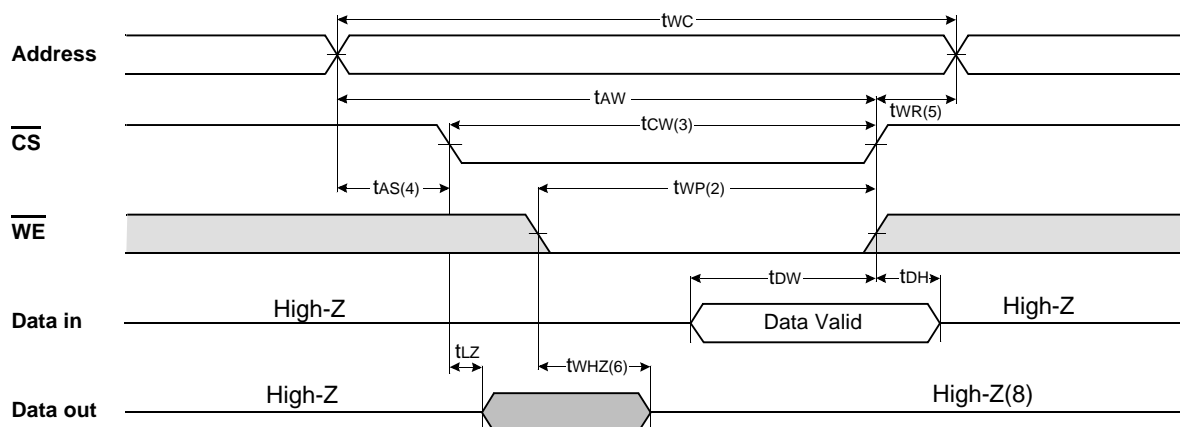 tWC
Address
tAW
tWR(5)
tCW(3)
CS
tAS(4)
tWP(2)
WE
tDW
tDH
High-Z
High-Z
Data in
Data Valid
tLZ
tWHZ(6)
High-Z
High-Z(8)
Data out